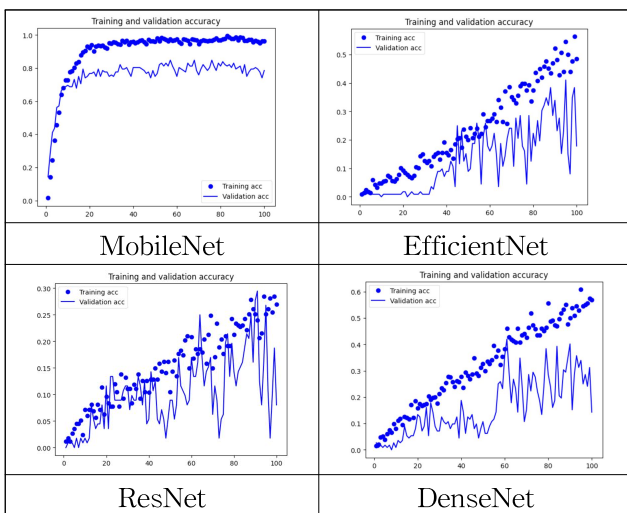 Training and validation accuracy
1.0
0.8
0.6
0.4
0.2
0.0
Training acc
Validation acc
0 20 40 60 80 100
MobileNet
Training and validation accuracy
Training acc
Validation acc
0.5
0.4
0.3
0.2
0.1
0.0
0 20 40 60 80 100
EfficientNet
Training and validation accuracy
0.30
Training acc
Validation acc
0.25
0.20
0.15
0.10
0.05
0.00
0 20 40 60 80 100
ResNet
Training and validation accuracy
0.6
Training acc
Validation acc
0.5
0.4
0.3
0.2
0.1
0.0
0 20 40 60 80 100
DenseNet